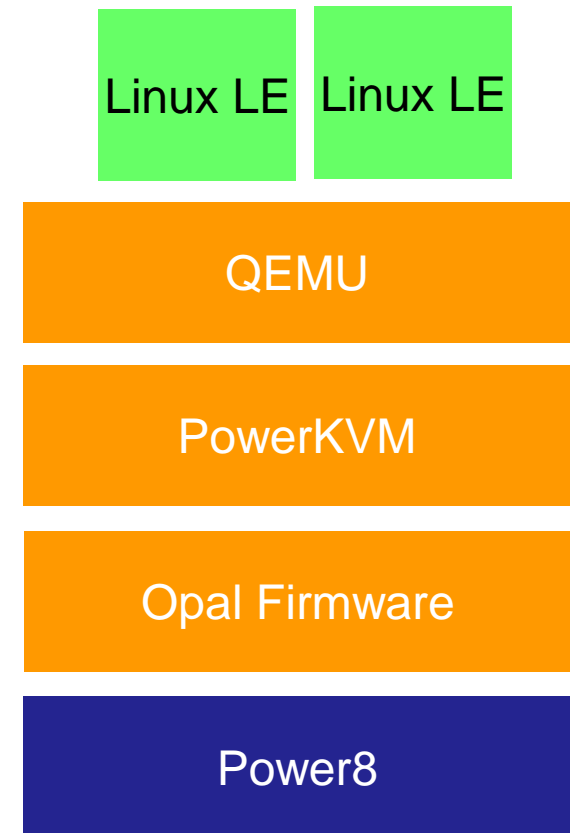 Linux LE
Linux LE
QEMU
PowerKVM
Opal Firmware
Power8